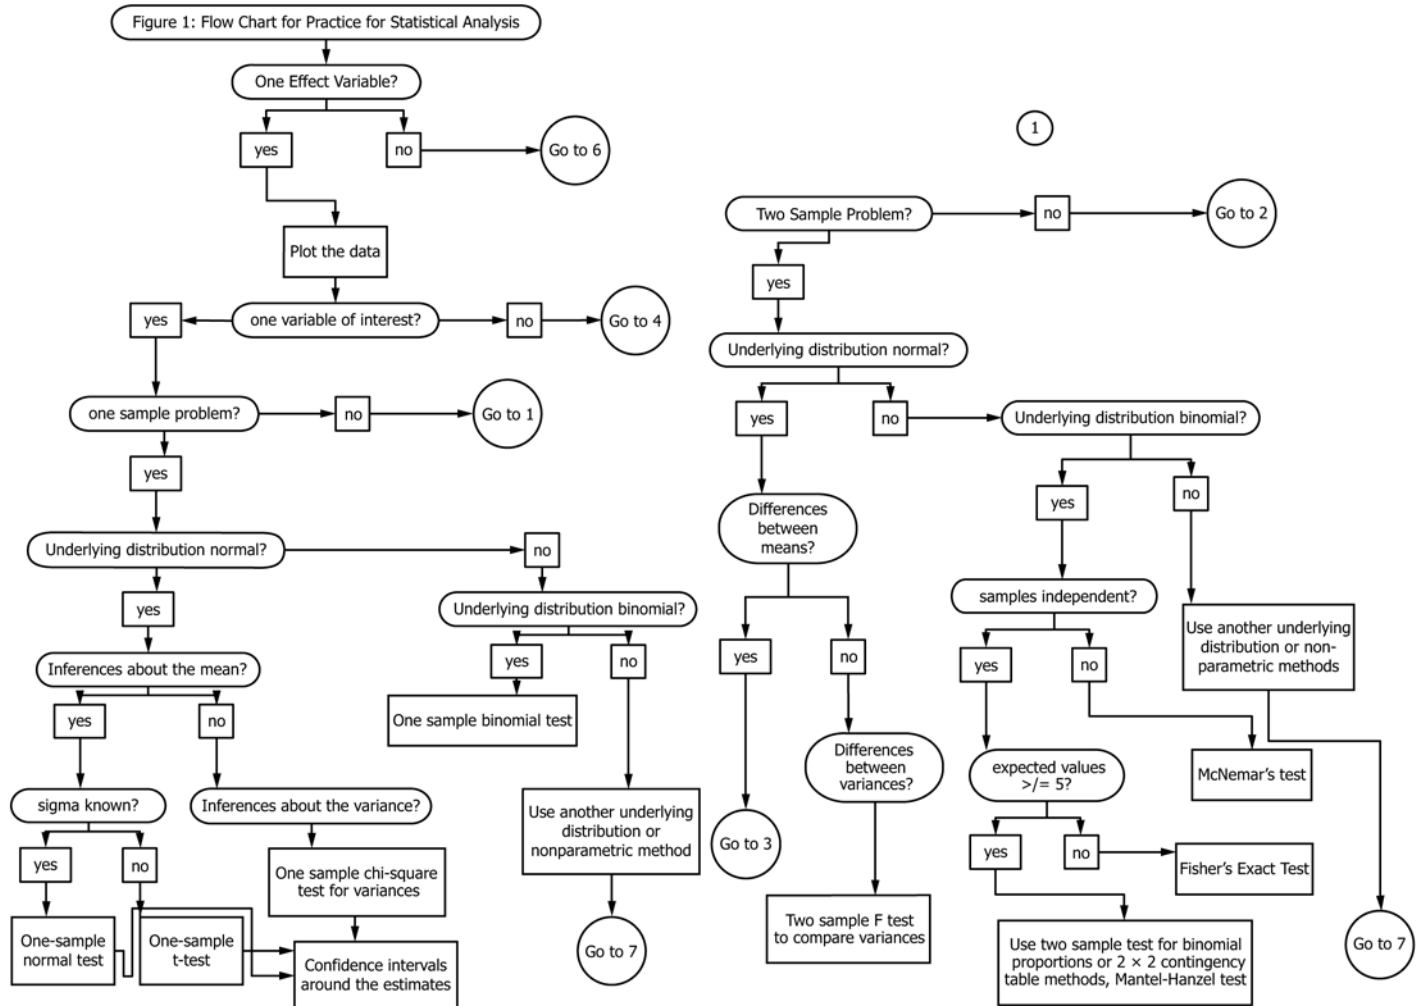 Figure 1: Flow Chart for Practice for Statistical Analysis
One Effect Variable?
yes
no
Go to 6
Plot the data
yes
one variable of interest?
no
Go to 4
one sample problem?
no
Go to 1
yes
Underlying distribution normal?
no
yes
Underlying distribution binomial?
yes
no
One sample binomial test
Use another underlying
distribution or
nonparametric method
Go to 7
Inferences about the mean?
yes
no
sigma known?
Inferences about the variance?
yes
no
One sample chi-square
test for variances
One-sample
normal test
One-sample
t-test
Confidence intervals
around the estimates
1
Two Sample Problem?
no
Go to 2
yes
Underlying distribution normal?
yes
no
Underlying distribution binomial?
Differences
between
means?
yes
no
Go to 3
Differences
between
variances?
Two sample F test
to compare variances
yes
no
samples independent?
Use another underlying
distribution or non-
parametric methods
yes
no
McNemar's test
expected values
>/= 5?
yes
no
Fisher's Exact Test
Use two sample test for binomial
proportions or 2 × 2 contingency
table methods, Mantel-Hanzel test
Go to 7